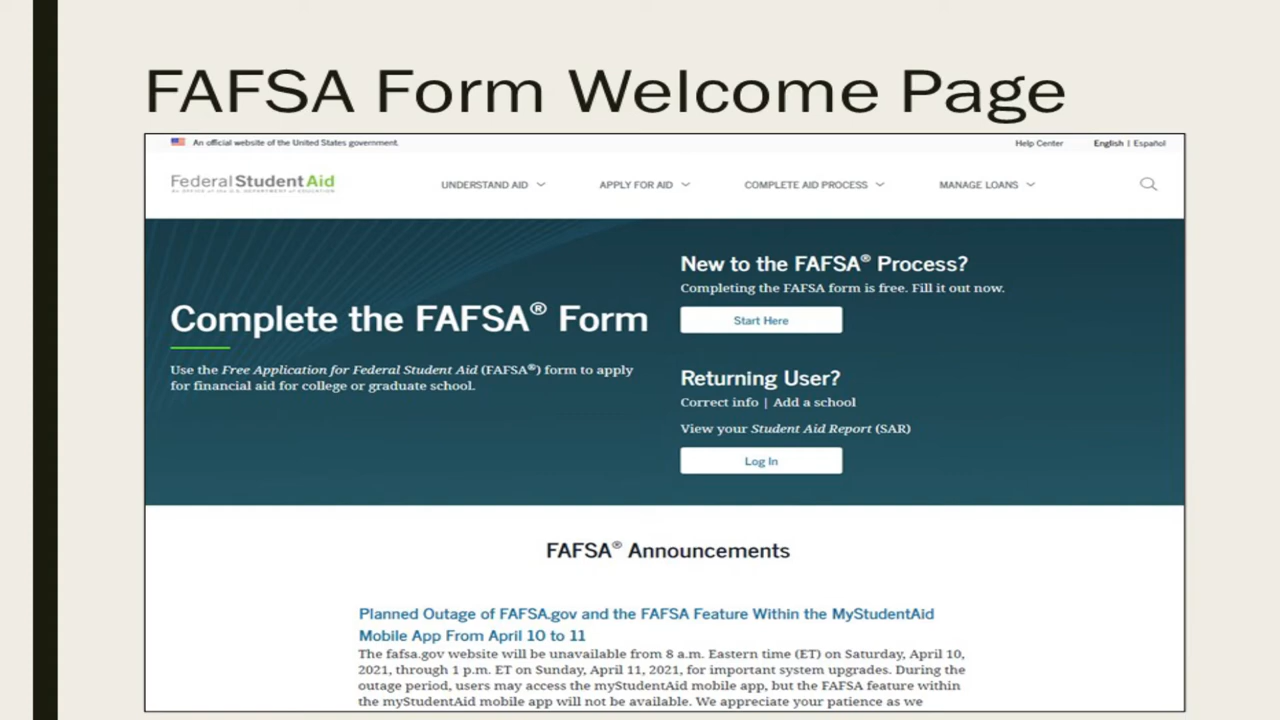 FAFSA Form Welcome Page
An official website of the United States government.
Help Center English | Español
Federal Student Aid
AN OFFICE of the U.S. DEPARTMENT of EDUCATION
UNDERSTAND AID APPLY FOR AID COMPLETE AID PROCESS MANAGE LOANS
Complete the FAFSA® Form
Use the Free Application for Federal Student Aid (FAFSA®) form to apply
for financial aid for college or graduate school.
New to the FAFSA® Process?
Completing the FAFSA form is free. Fill it out now.
Start Here
Returning User?
Correct info | Add a school
View your Student Aid Report (SAR)
Log In
FAFSA® Announcements
Planned Outage of FAFSA.gov and the FAFSA Feature Within the MyStudentAid
Mobile App From April 10 to 11
The fafsa.gov website will be unavailable from 8 a.m. Eastern time (ET) on Saturday, April 10,
2021, through 1 p.m. ET on Sunday, April 11, 2021, for important system upgrades. During the
outage period, users may access the myStudentAid mobile app, but the FAFSA feature within
the myStudentAid mobile app will not be available. We appreciate your patience as we